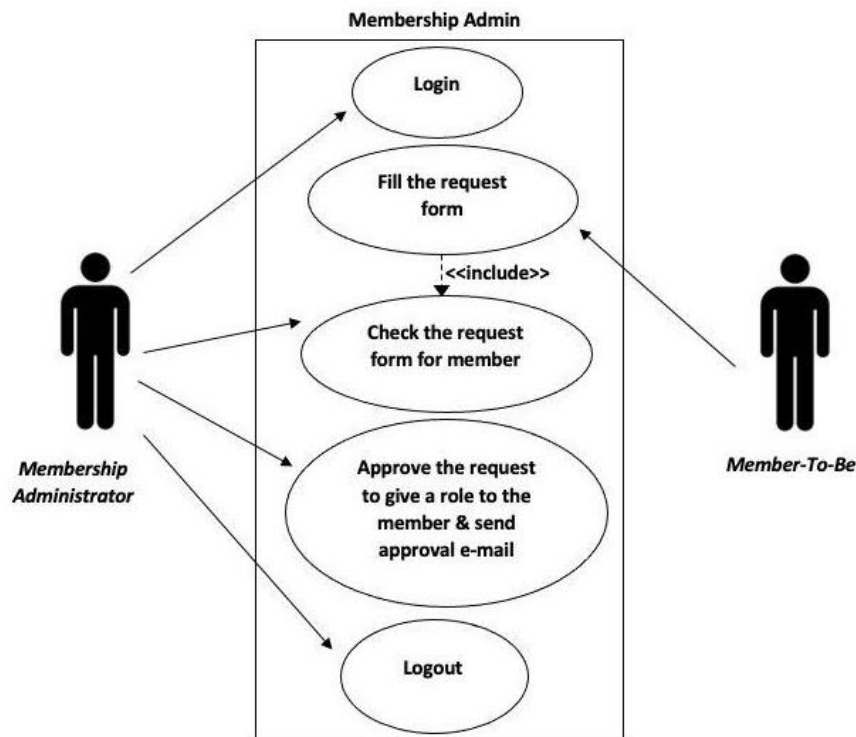 Membership Admin
Login
Fill the request
form
<<include>>
Check the request
form for member
Membership
Administrator
Member-To-Be
Approve the request
to give a role to the
member & send
approval e-mail
Logout